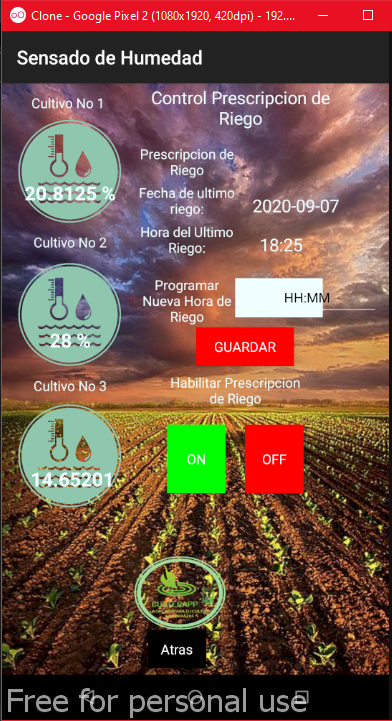 Clone - Google Pixel 2 (1080x1920, 420dpi) - 192....
Sensado de Humedad
Cultivo No 1
Control Prescripcion de
Riego
20.8125 %
Prescripcion de
Riego
Fecha de ultimo
riego:
2020-09-07
Cultivo No 2
Hora del Ultimo
Riego:
18:25
28 %
Programar
Nueva Hora de
Riego
HH:MM
GUARDAR
Cultivo No 3
Habilitar Prescripcion
de Riego
14.65201
ON
OFF
Atras
Free for personal use